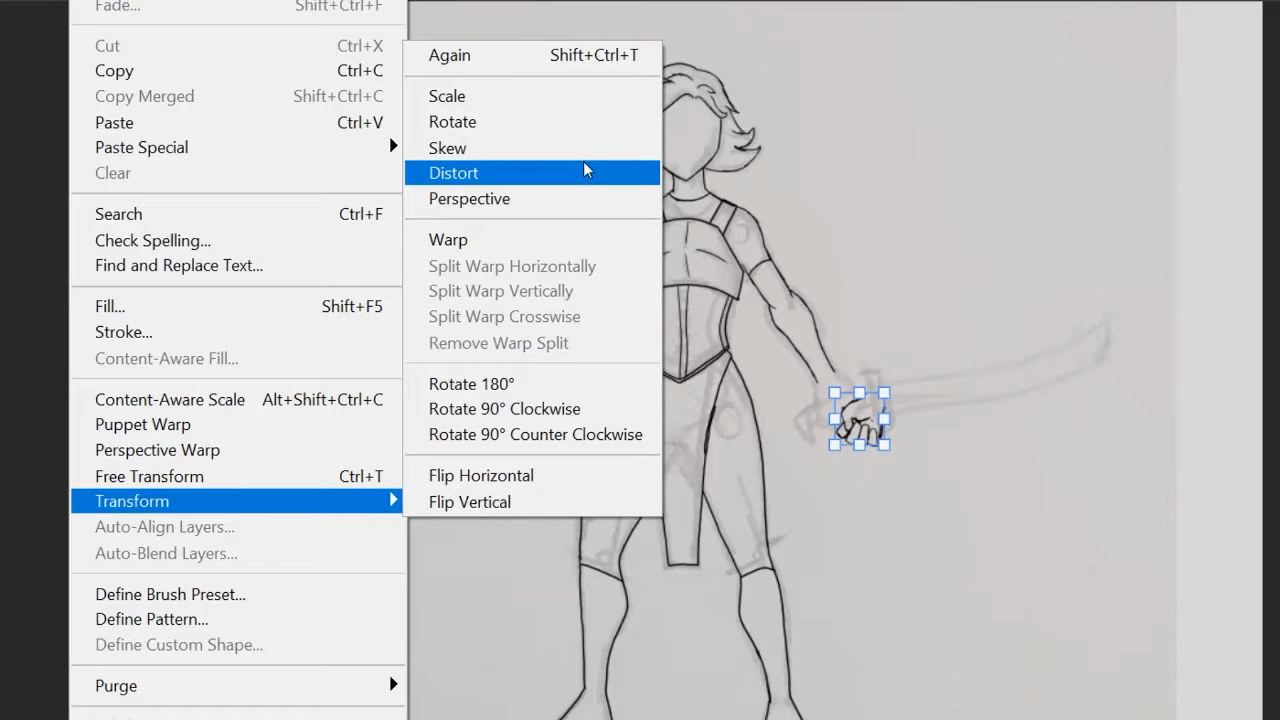 Fade... Shift+Ctrl+F
Cut Ctrl+X
Copy Ctrl+C
Copy Merged Shift+Ctrl+C
Paste Ctrl+V
Paste Special
Clear
Search Ctrl+F
Check Spelling...
Find and Replace Text...
Fill... Shift+F5
Stroke...
Content-Aware Fill...
Content-Aware Scale Alt+Shift+Ctrl+C
Puppet Warp
Perspective Warp
Free Transform Ctrl+T
Transform
Auto-Align Layers...
Auto-Blend Layers...
Define Brush Preset...
Define Pattern...
Define Custom Shape...
Purge
Again Shift+Ctrl+T
Scale
Rotate
Skew
Distort
Perspective
Warp
Split Warp Horizontally
Split Warp Vertically
Split Warp Crosswise
Remove Warp Split
Rotate 180°
Rotate 90° Clockwise
Rotate 90° Counter Clockwise
Flip Horizontal
Flip Vertical